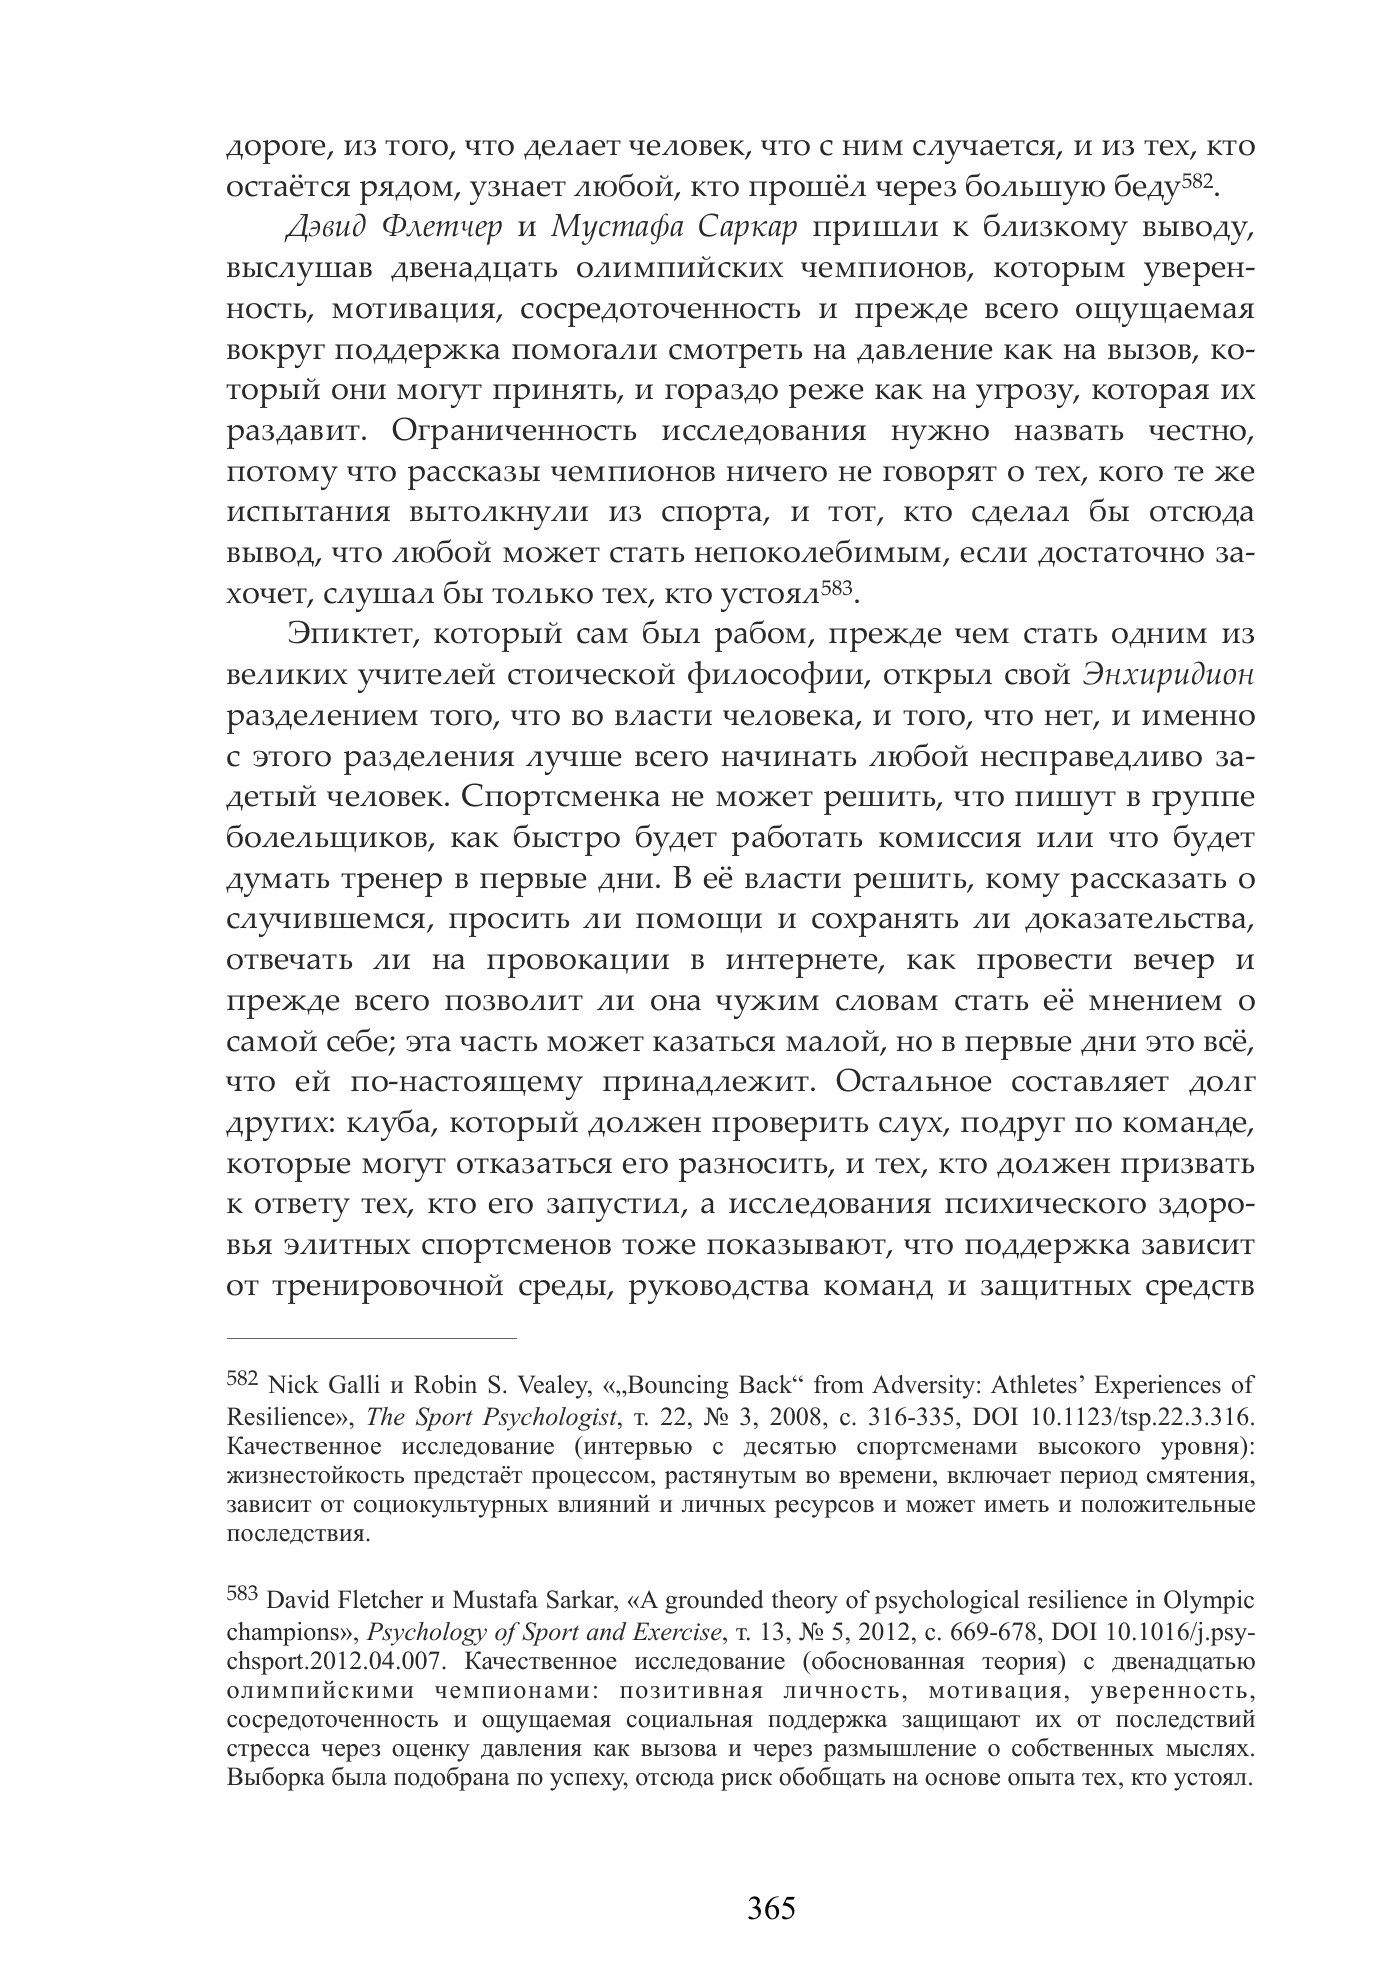 дороге, из того, что делает человек, что с ним случается, и из тех, кто
остаётся рядом, узнает любой, кто прошёл через большую беду582.
Дэвид Флетчер и Мустафа Саркар пришли к близкому выводу,
выслушав двенадцать олимпийских чемпионов, которым уверен-
ность, мотивация, сосредоточенность и прежде всего ощущаемая
вокруг поддержка помогали смотреть на давление как на вызов, ко-
торый они могут принять, и гораздо реже как на угрозу, которая их
раздавит. Ограниченность исследования нужно назвать честно,
потому что рассказы чемпионов ничего не говорят о тех, кого те же
испытания вытолкнули из спорта, и тот, кто сделал бы отсюда
вывод, что любой может стать непоколебимым, если достаточно за-
хочет, слушал бы только тех, кто устоял583.
Эпиктет, который сам был рабом, прежде чем стать одним из
великих учителей стоической философии, открыл свой Энхиридион
разделением того, что во власти человека, и того, что нет, и именно
с этого разделения лучше всего начинать любой несправедливо за-
детый человек. Спортсменка не может решить, что пишут в группе
болельщиков, как быстро будет работать комиссия или что будет
думать тренер в первые дни. В её власти решить, кому рассказать о
случившемся, просить ли помощи и сохранять ли доказательства,
отвечать ли на провокации в интернете, как провести вечер и
прежде всего позволит ли она чужим словам стать её мнением о
самой себе; эта часть может казаться малой, но в первые дни это всё,
что ей по-настоящему принадлежит. Остальное составляет долг
других: клуба, который должен проверить слух, подруг по команде,
которые могут отказаться его разносить, и тех, кто должен призвать
к ответу тех, кто его запустил, а исследования психического здоро-
вья элитных спортсменов тоже показывают, что поддержка зависит
от тренировочной среды, руководства команд и защитных средств
582 Nick Galli и Robin S. Vealey, «„Bouncing Back“ from Adversity: Athletes’ Experiences of
Resilience», The Sport Psychologist, т. 22, № 3, 2008, с. 316-335, DOI 10.1123/tsp.22.3.316.
Качественное исследование (интервью с десятью спортсменами высокого уровня):
жизнестойкость предстаёт процессом, растянутым во времени, включает период смятения,
зависит от социокультурных влияний и личных ресурсов и может иметь и положительные
последствия.
583 David Fletcher и Mustafa Sarkar, «A grounded theory of psychological resilience in Olympic
champions», Psychology of Sport and Exercise, т. 13, № 5, 2012, с. 669-678, DOI 10.1016/j.psy-
chsport.2012.04.007. Качественное исследование (обоснованная теория) с двенадцатью
олимпийскими чемпионами: позитивная личность, мотивация, уверенность,
сосредоточенность и ощущаемая социальная поддержка защищают их от последствий
стресса через оценку давления как вызова и через размышление о собственных мыслях.
Выборка была подобрана по успеху, отсюда риск обобщать на основе опыта тех, кто устоял.
365